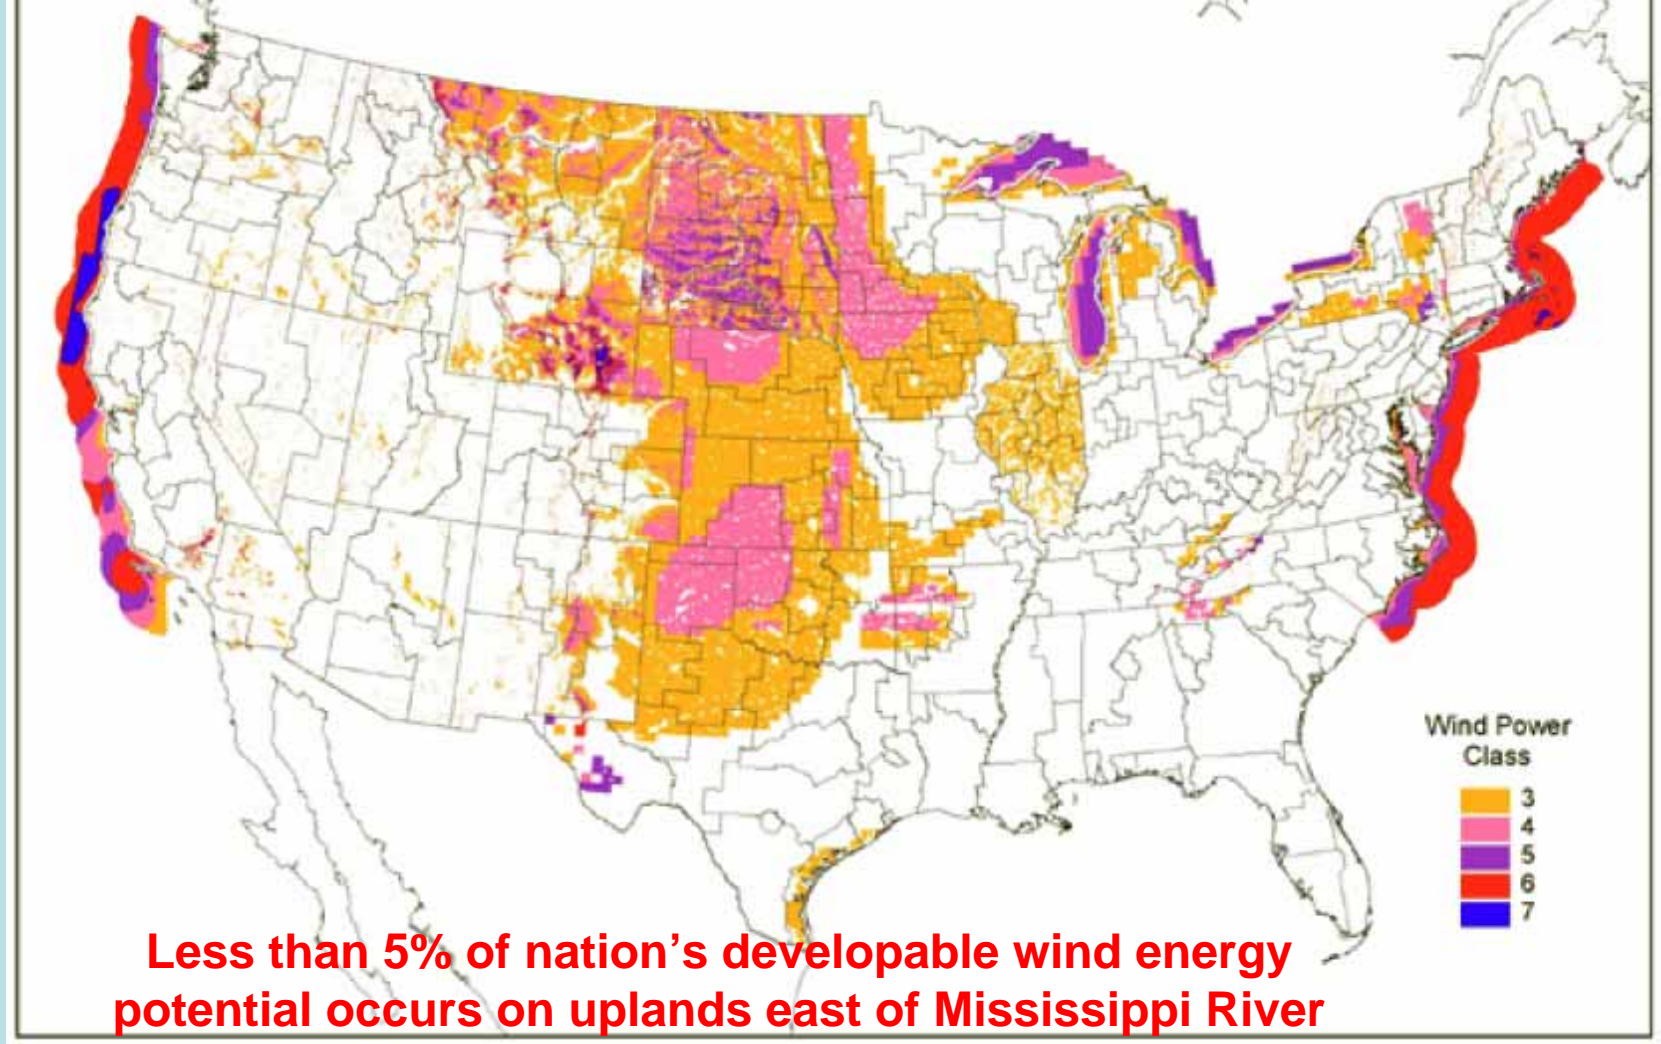 Wind Power
Class
3
4
5
6
7
Less than 5% of nation’s developable wind energy
potential occurs on uplands east of Mississippi River